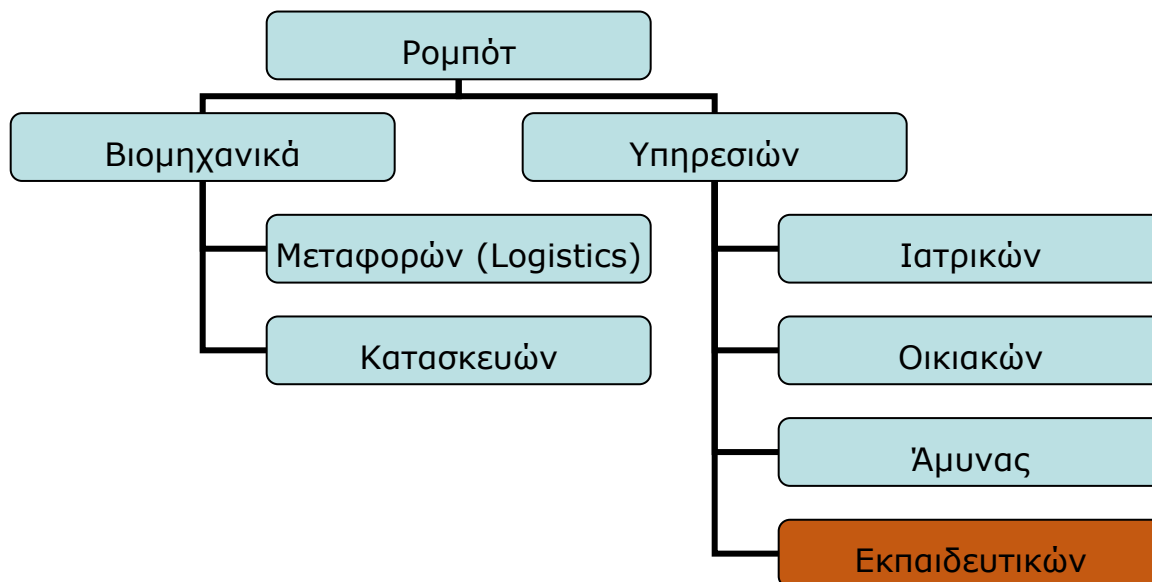 Ρομπότ
Βιομηχανικά
Υπηρεσιών
Μεταφορών (Logistics)
Ιατρικών
Κατασκευών
Οικιακών
Άμυνας
Εκπαιδευτικών